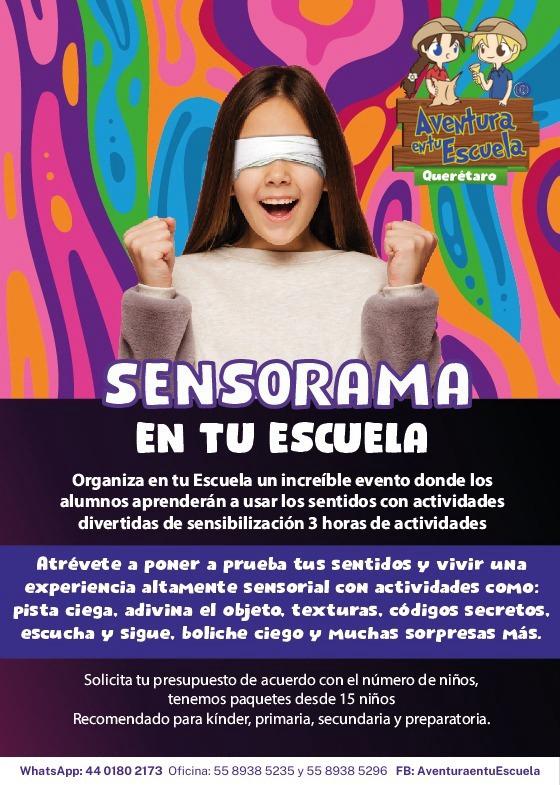 Aventura
en tu Escuela
Querétaro
SENSORAMA
EN TU ESCUELA
Organiza en tu Escuela un increíble evento donde los
alumnos aprenderán a usar los sentidos con actividades
divertidas de sensibilización 3 horas de actividades
Atrévete a poner a prueba tus sentidos y vivir una
experiencia altamente sensorial con actividades como:
pista ciega, adivina el objeto, texturas, códigos secretos,
escucha y sigue, boliche ciego y muchas sorpresas más.
Solicita tu presupuesto de acuerdo con el número de niños,
tenemos paquetes desde 15 niños
Recomendado para kínder, primaria, secundaria y preparatoria.
WhatsApp: 44 0180 2173 Oficina: 55 8938 5235 y 55 8938 5296 FB: AventuraentuEscuela